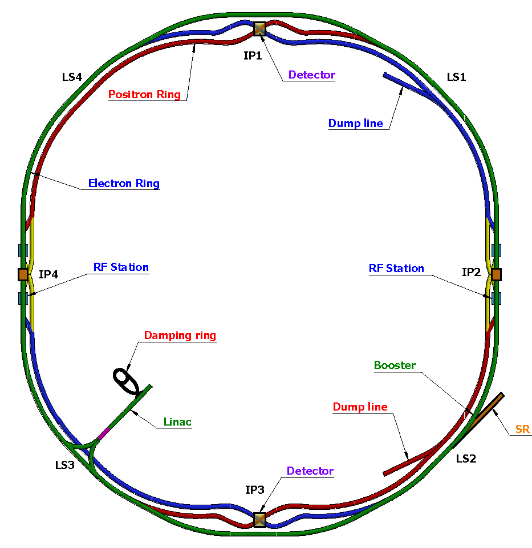 IP1
LS4
LS1
Detector
Positron Ring
Dump line
Electron Ring
IP4
RF Station
RF Station
IP2
Damping ring
Booster
Linac
Dump line
SR
LS3
LS2
Detector
IP3